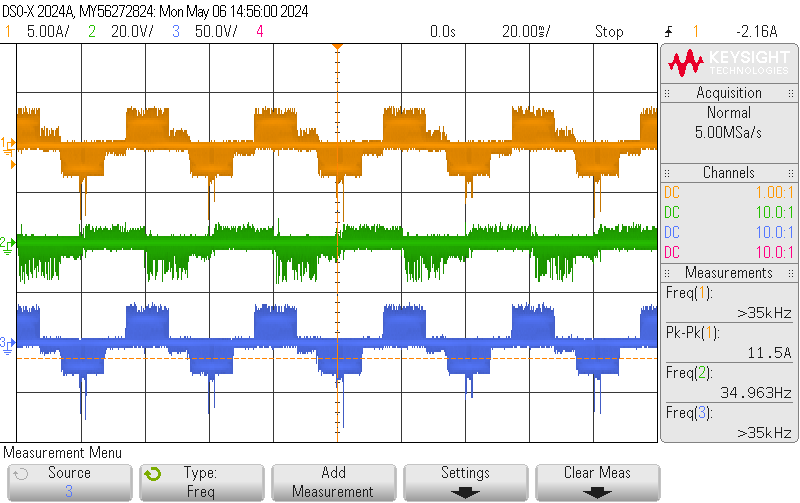 DSO-X 2024A, MY56272824: Mon May 06 14:56:00 2024
1 5.00A/ 2 20.0V/ 3 50.0V/ 4 0.0s 20.00ms/ Stop 1 -2.16A
KEYSIGHT
TECHNOLOGIES
Acquisition
Normal
5.00MSa/s
Channels
DC 1.00:1
DC 10.0:1
DC 10.0:1
DC 10.0:1
Measurements
Freq(1):
>35kHz
Pk-Pk(1):
11.5A
Freq(2):
34.963Hz
Freq(3):
>35kHz
1
2
3
Measurement Menu
Source
3
Type:
Freq
Add
Measurement
Settings
Clear Meas